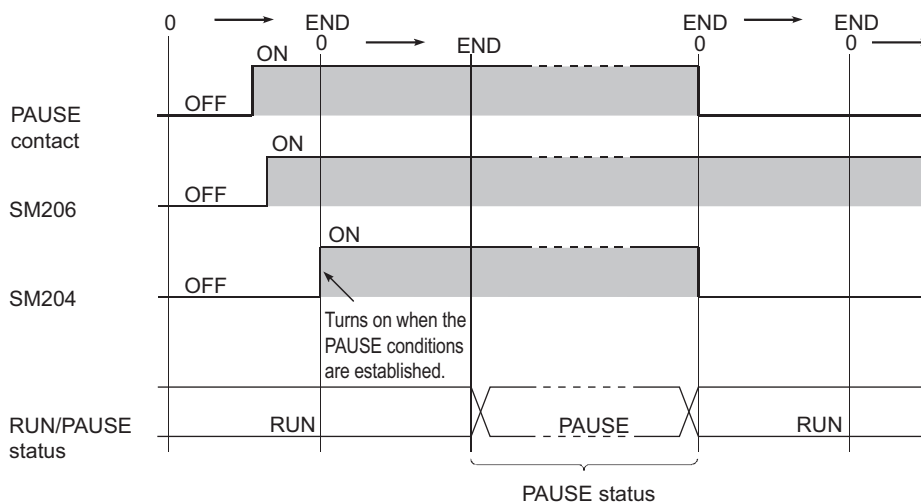 0 END END
0 END 0 0
ON
OFF
PAUSE
contact
ON
OFF
SM206
ON
OFF
SM204
Turns on when the
PAUSE conditions
are established.
RUN/PAUSE
status
RUN PAUSE RUN
PAUSE status